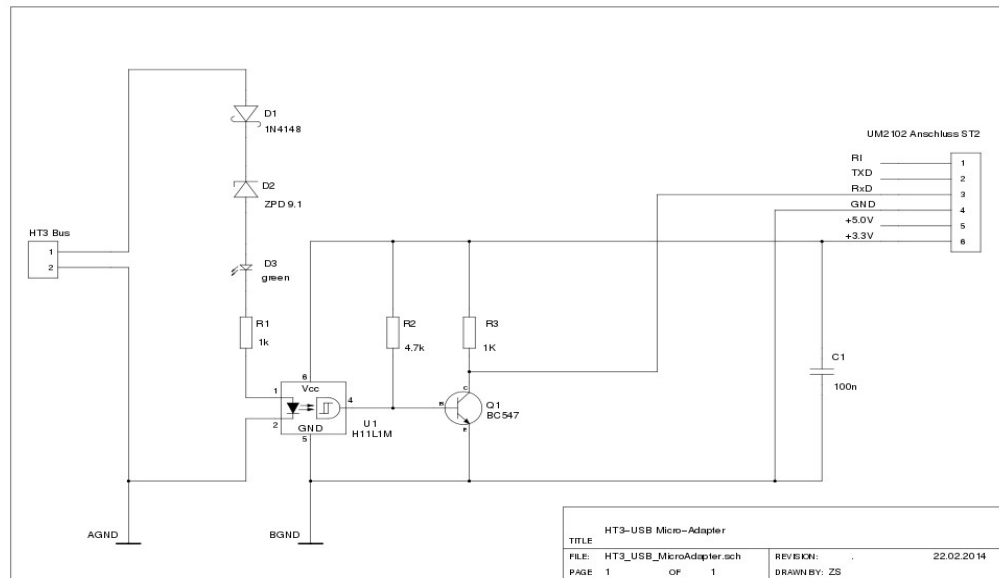 D1
1N4148
UM2102 Anschluss ST2
RI
1
TXD
2
D2
RxD
3
ZPD 9.1
GND
4
+5.0V
5
HT3 Bus
+3.3V
6
1
2
D3
green
R1
1k
R2
4.7k
R3
1K
C1
100n
6
Vcc
1
4
C
B
Q1
BC547
E
2
GND
5
U1
H11L1M
AGND
BGND
TITLE HT3-USB Micro-Adapter
FILE: HT3_USB_MicroAdapter.sch REVISION: . 22.02.2014
PAGE 1 OF 1 DRAWN BY: ZS